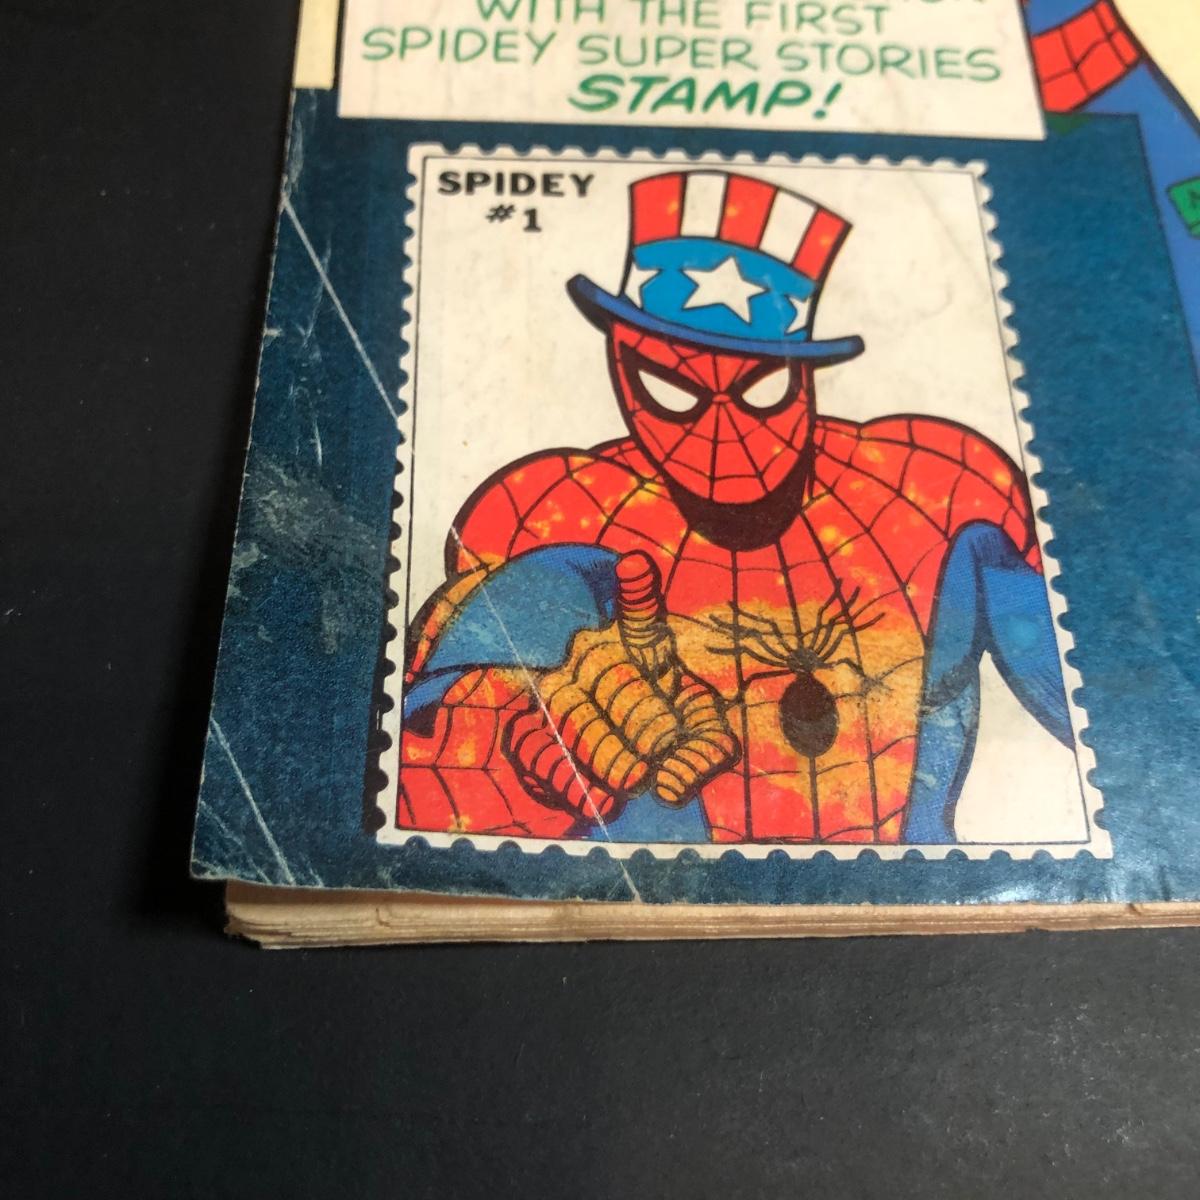 WITH THE FIRST
SPIDEY SUPER STORIES
STAMP!
SPIDEY
#1